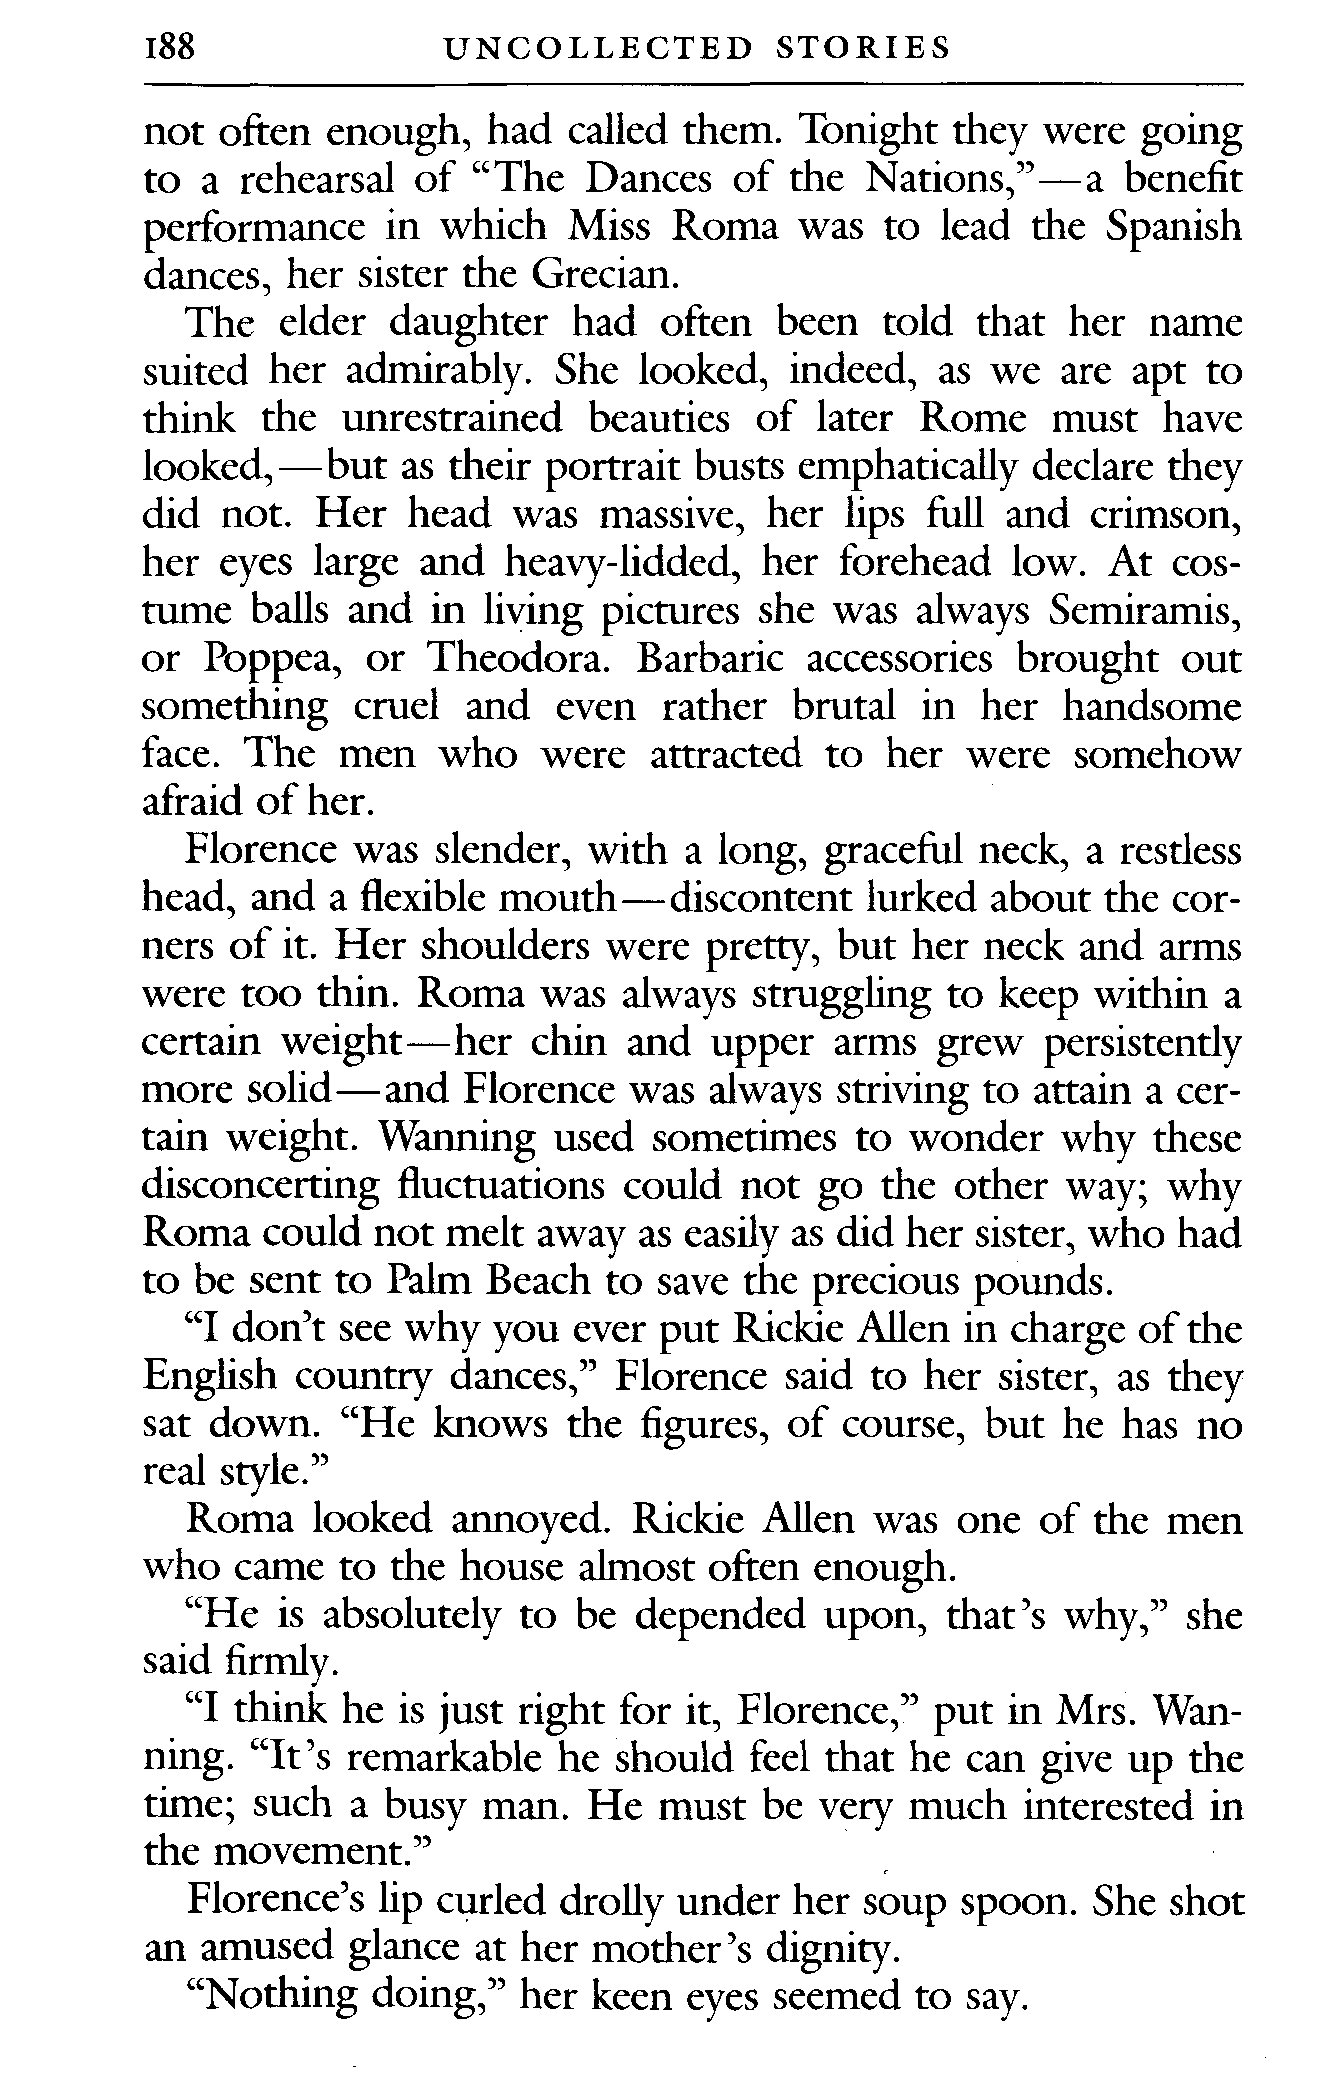 188 UNCOLLECTED STORIES
not often enough, had called them. Tonight they were going
to a rehearsal of “The Dances of the Nations,”—a benefit
performance in which Miss Roma was to lead the Spanish
dances, her sister the Grecian.
The elder daughter had often been told that her name
suited her admirably. She looked, indeed, as we are apt to
think the unrestrained beauties of later Rome must have
looked,—but as their portrait busts emphatically declare they
did not. Her head was massive, her lips full and crimson,
her eyes large and heavy-lidded, her forehead low. At cos-
tume balls and in living pictures she was always Semiramis,
or Poppea, or Theodora. Barbaric accessories brought out
something cruel and even rather brutal in her handsome
face. The men who were attracted to her were somehow
afraid of her.
Florence was slender, with a long, graceful neck, a restless
head, and a flexible mouth—discontent lurked about the cor-
ners of it. Her shoulders were pretty, but her neck and arms
were too thin. Roma was always struggling to keep within a
certain weight—her chin and upper arms grew persistently
more solid—and Florence was always striving to attain a cer-
tain weight. Wanning used sometimes to wonder why these
disconcerting fluctuations could not go the other way; why
Roma could not melt away as easily as did her sister, who had
to be sent to Palm Beach to save the precious pounds.
“I don’t see why you ever put Rickie Allen in charge of the
English country dances,” Florence said to her sister, as they
sat down. “He knows the figures, of course, but he has no
real style.”
Roma looked annoyed. Rickie Allen was one of the men
who came to the house almost often enough.
“He is absolutely to be depended upon, that’s why,” she
said firmly.
“I think he is just right for it, Florence,” put in Mrs. Wan-
ning. “It’s remarkable he should feel that he can give up the
time; such a busy man. He must be very much interested in
the movement.”
Florence’s lip curled drolly under her soup spoon. She shot
an amused glance at her mother’s dignity.
“Nothing doing,” her keen eyes seemed to say.